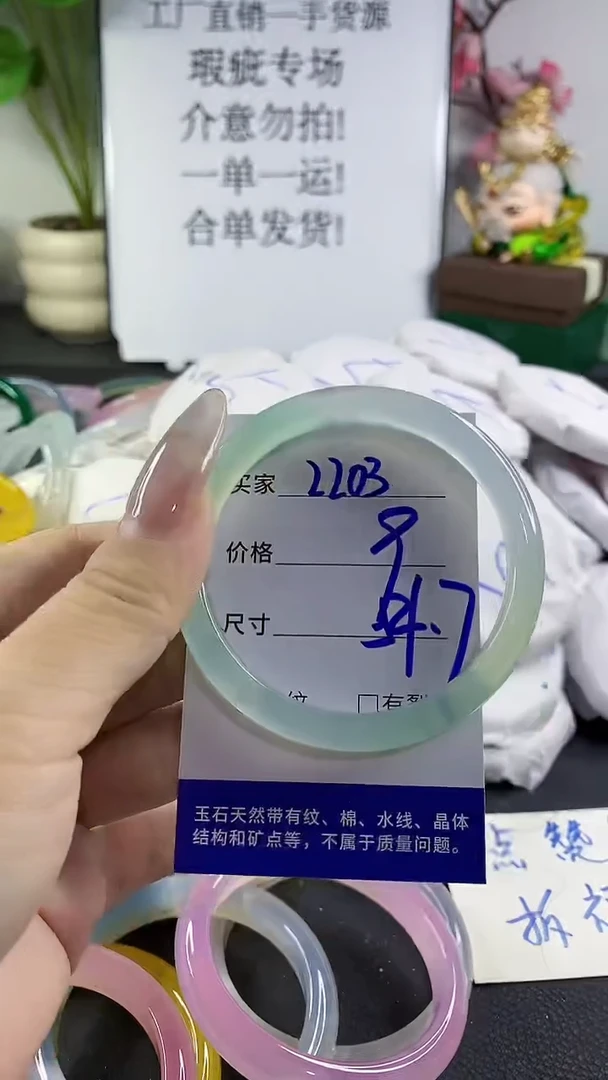 工厂直销一手货源
瑕疵专场
介意勿拍!
一单一运!
合单发货!
买家 2203
价格
尺寸 54.7
纹 □有裂
玉石天然带有纹、棉、水线、晶体
结构和矿点等，不属于质量问题。
点
拆